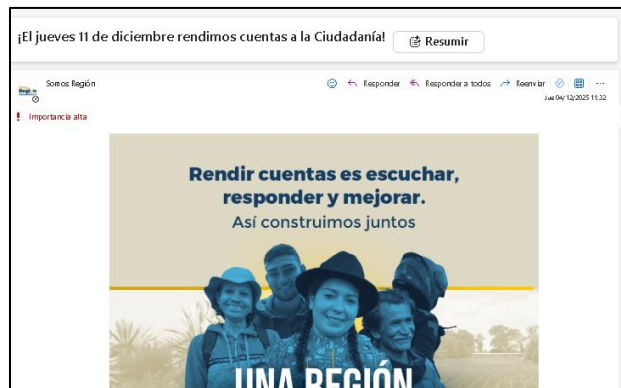 ¡El jueves 11 de diciembre rendimos cuentas a la Ciudadanía!
Resumir
Somos Región
Responder
Responder a todos
Reenviar
Jue 04/12/2025 11:32
Importancia alta
Rendir cuentas es escuchar,
responder y mejorar.
Así construimos juntos
UNA REGIÓN